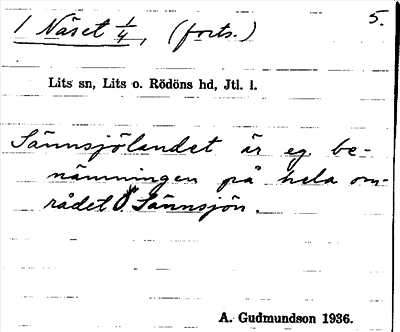 1 Näset 1/4, (forts.) 5.
Lits sn, Lits o. Rödöns hd, Jtl. l.
Sännsjölandet är eg. be-
nämningen på hela om-
rådet Ö. Sännsjön.
A. Gudmundson 1936.